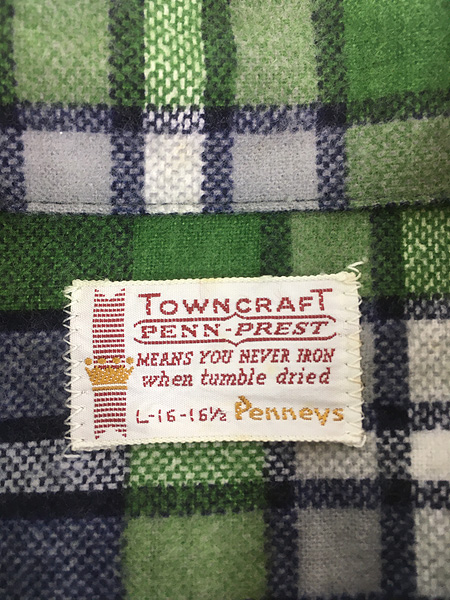 TOWNCRAFT
PENN-PREST
MEANS YOU NEVER IRON
when tumble dried
L-16-16½ Penneys